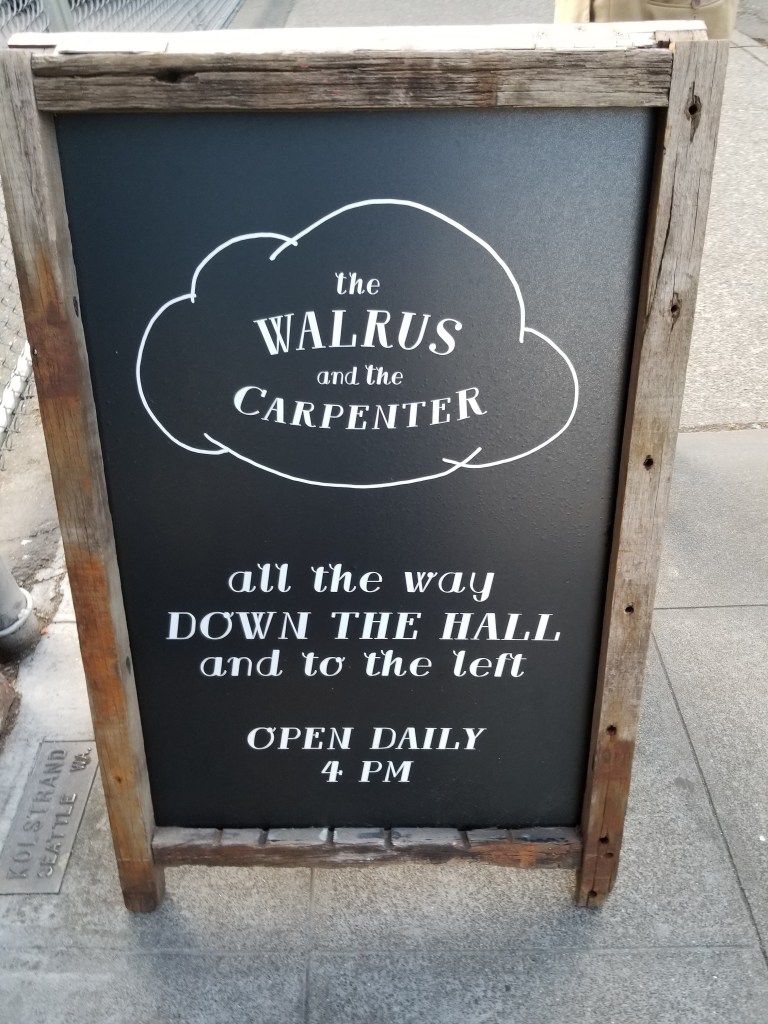 the
WALRUS
and the
CARPENTER
all the way
DOWN THE HALL
and to the left
OPEN DAILY
4 PM
KOLSTRAND
SEATTLE WA.